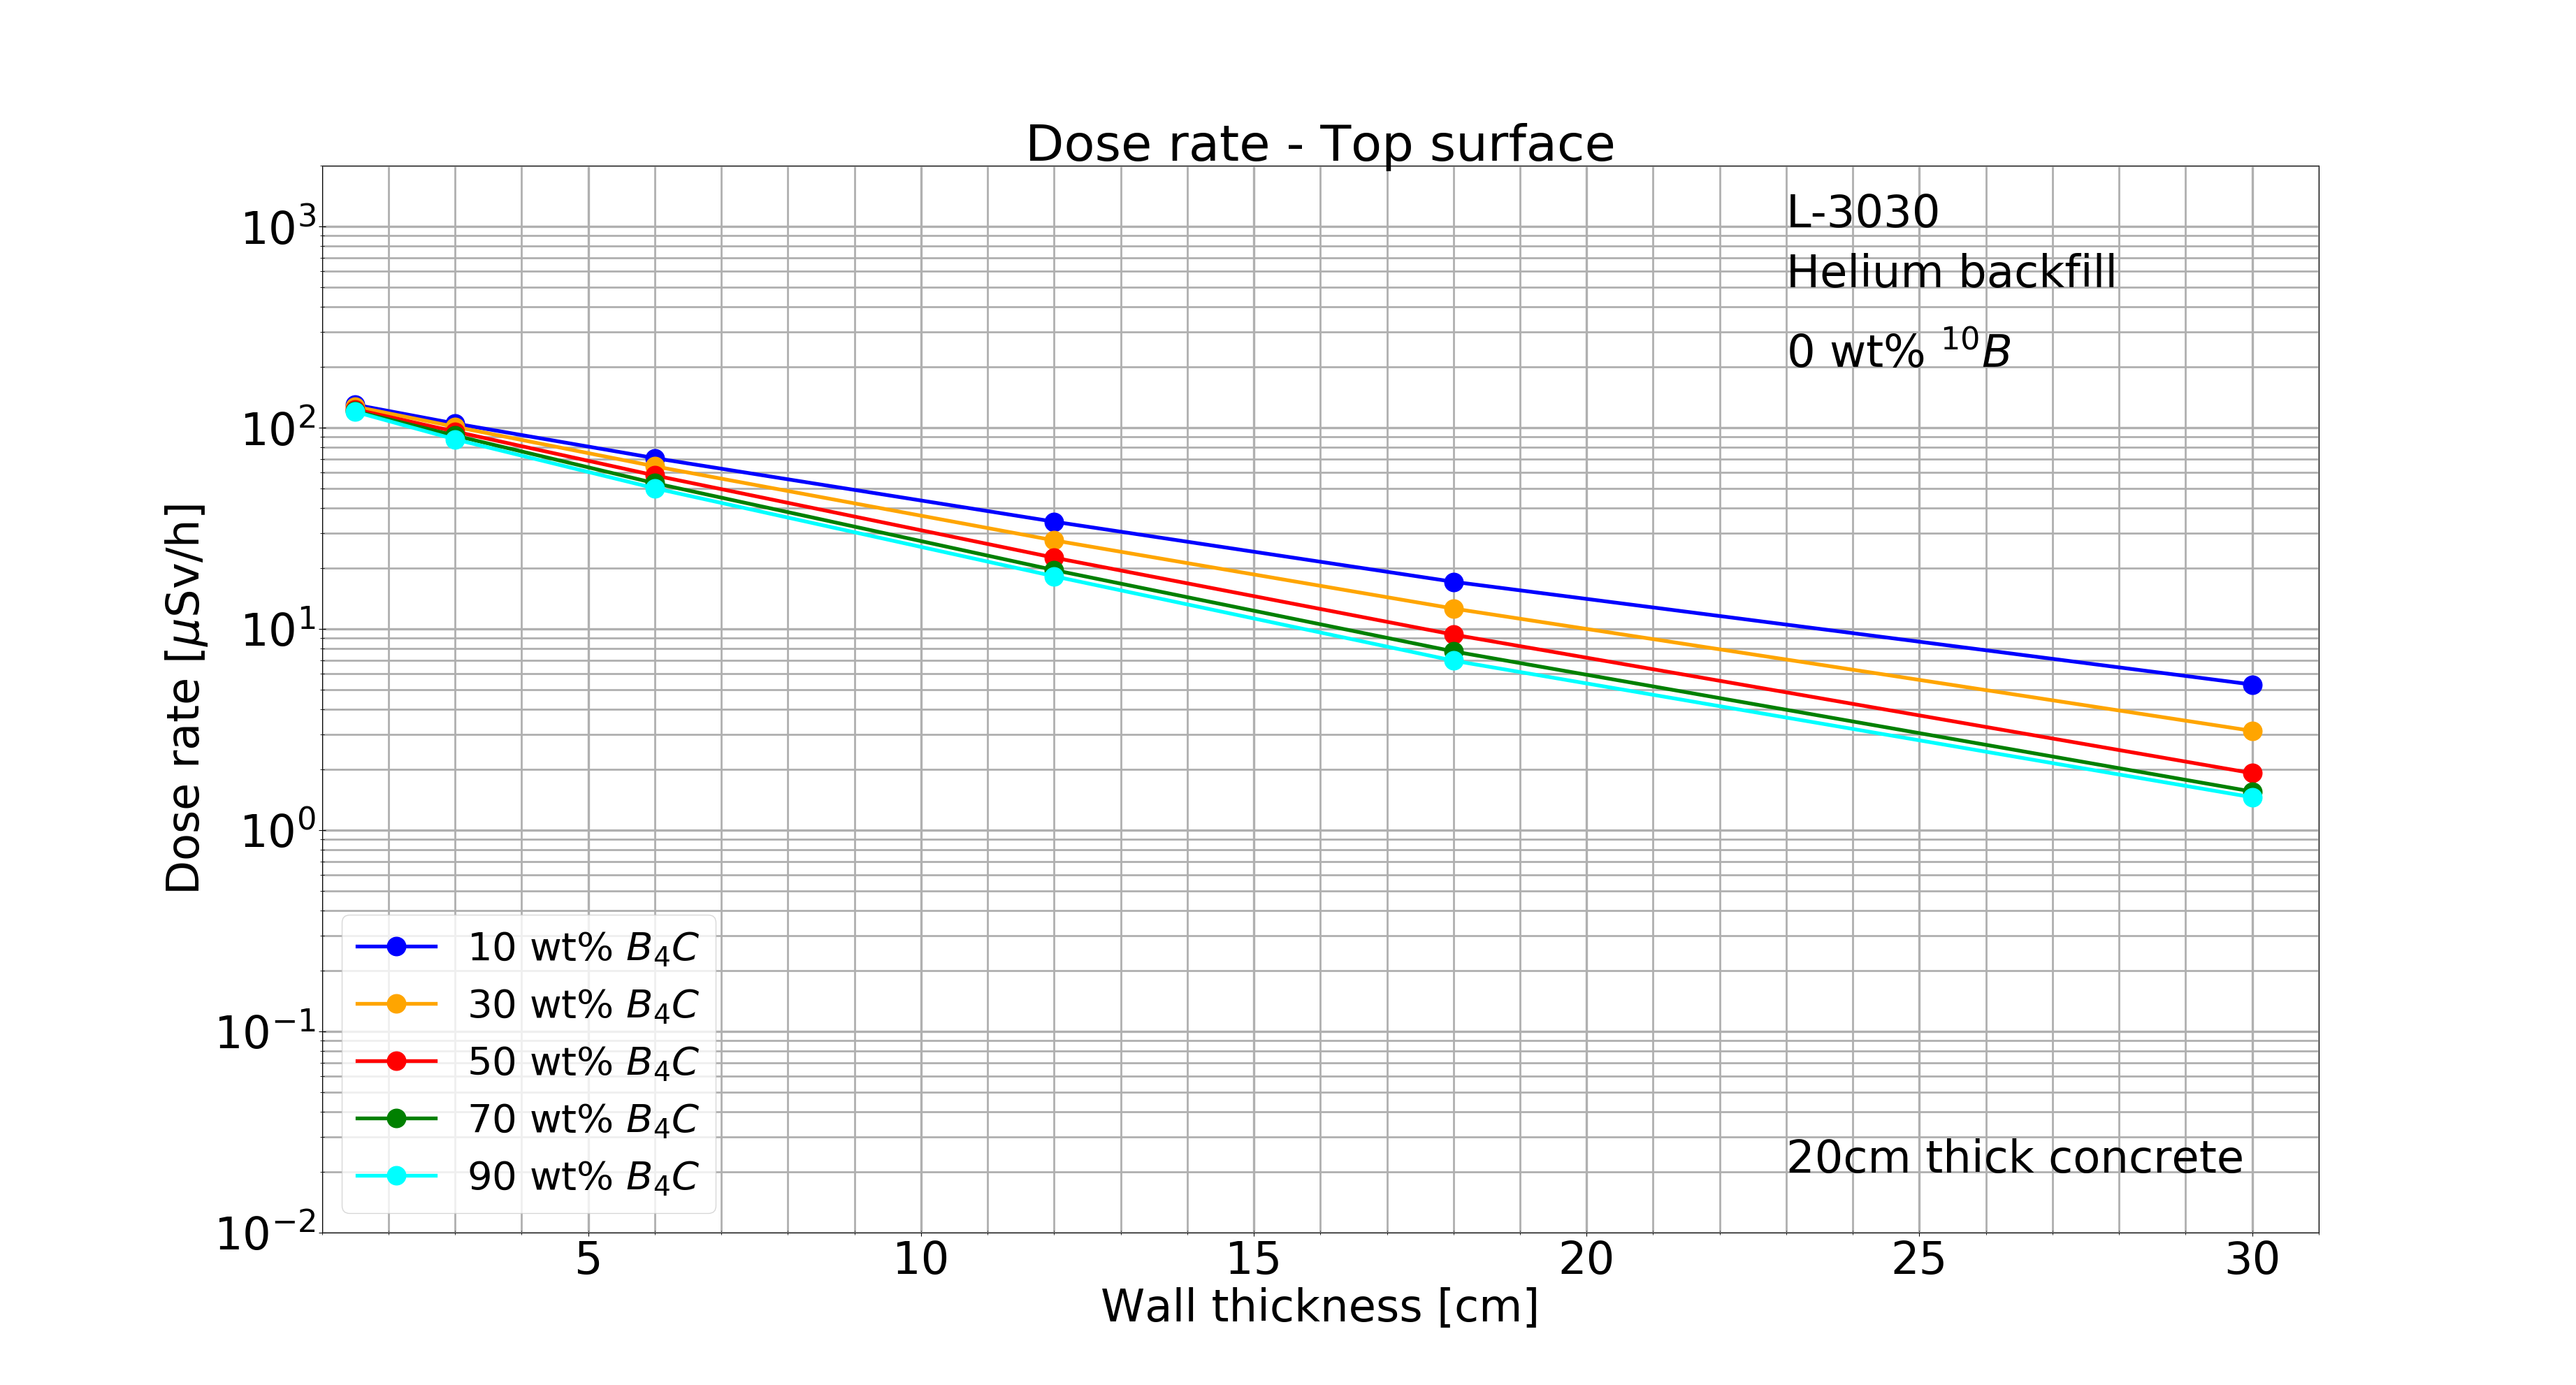 Dose rate - Top surface
L-3030
Helium backfill
0 wt% ¹⁰B
20cm thick concrete
Dose rate [μSv/h]
10³
10²
10¹
10⁰
10⁻¹
10⁻²
10 wt% B₄C
30 wt% B₄C
50 wt% B₄C
70 wt% B₄C
90 wt% B₄C
5 10 15 20 25 30
Wall thickness [cm]